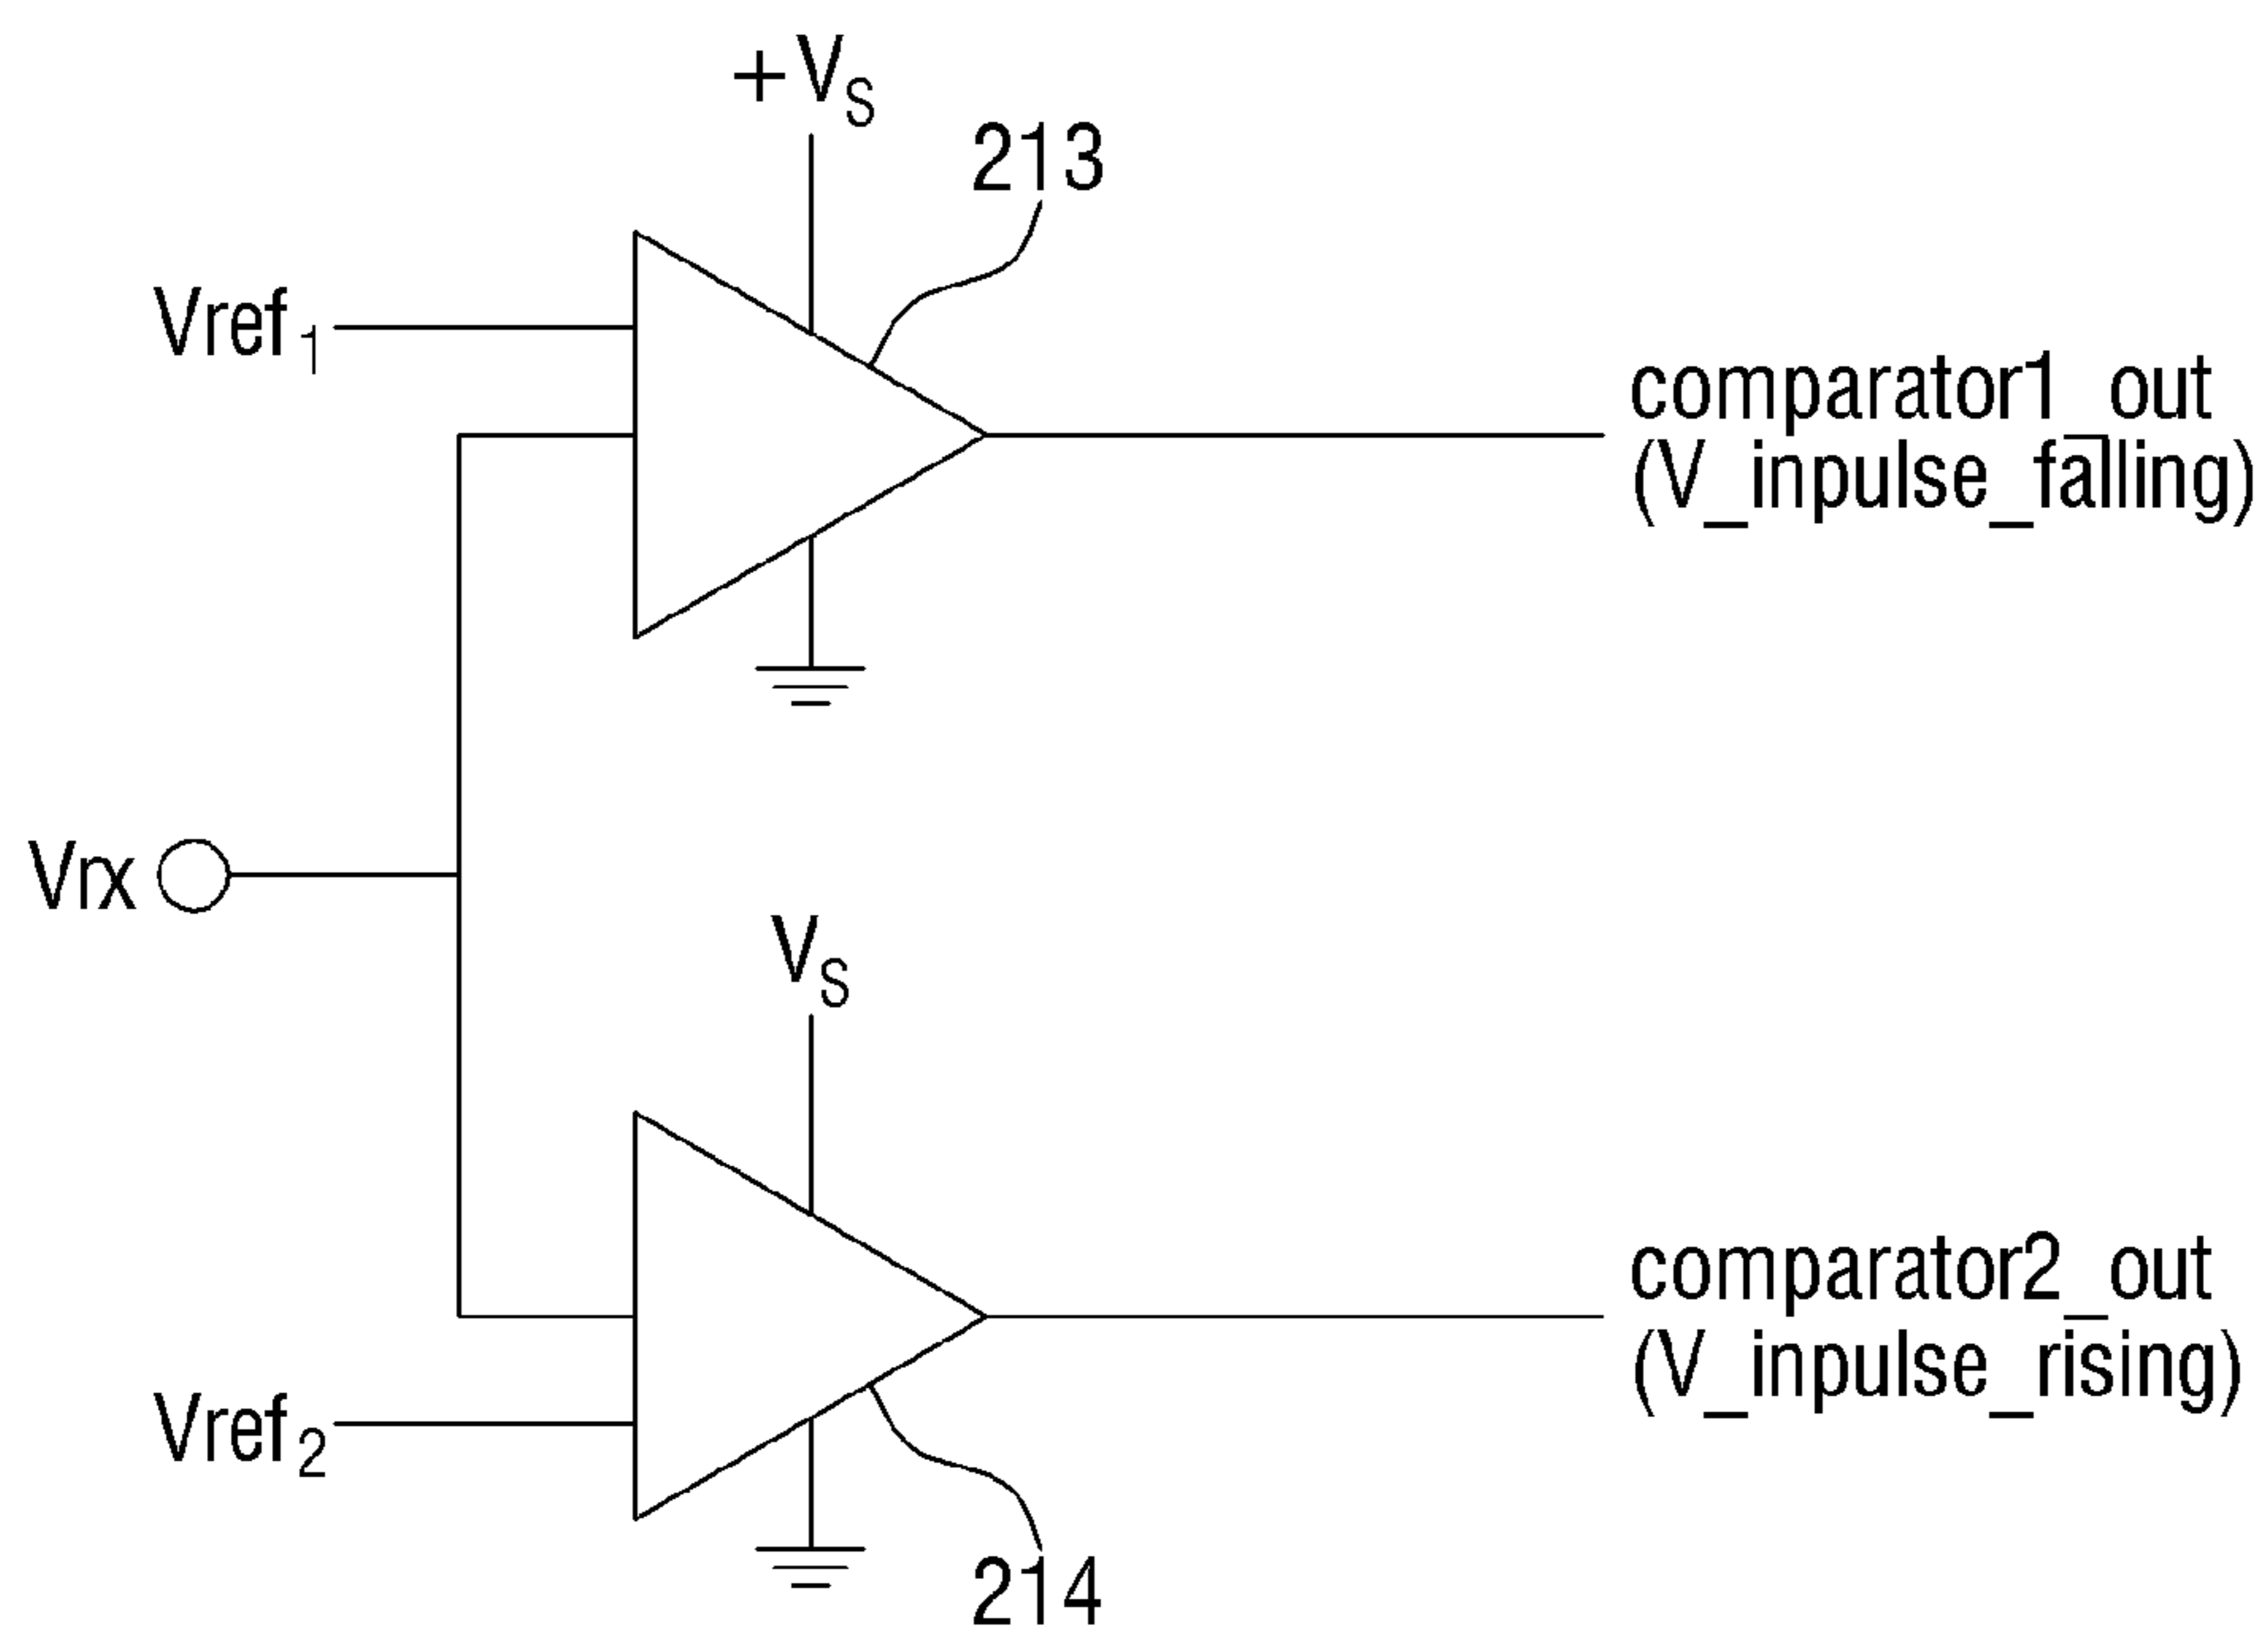 +VS
213
Vref1
comparator1_out
(V_inpulse_falling)
Vrx
VS
comparator2_out
(V_inpulse_rising)
Vref2
214